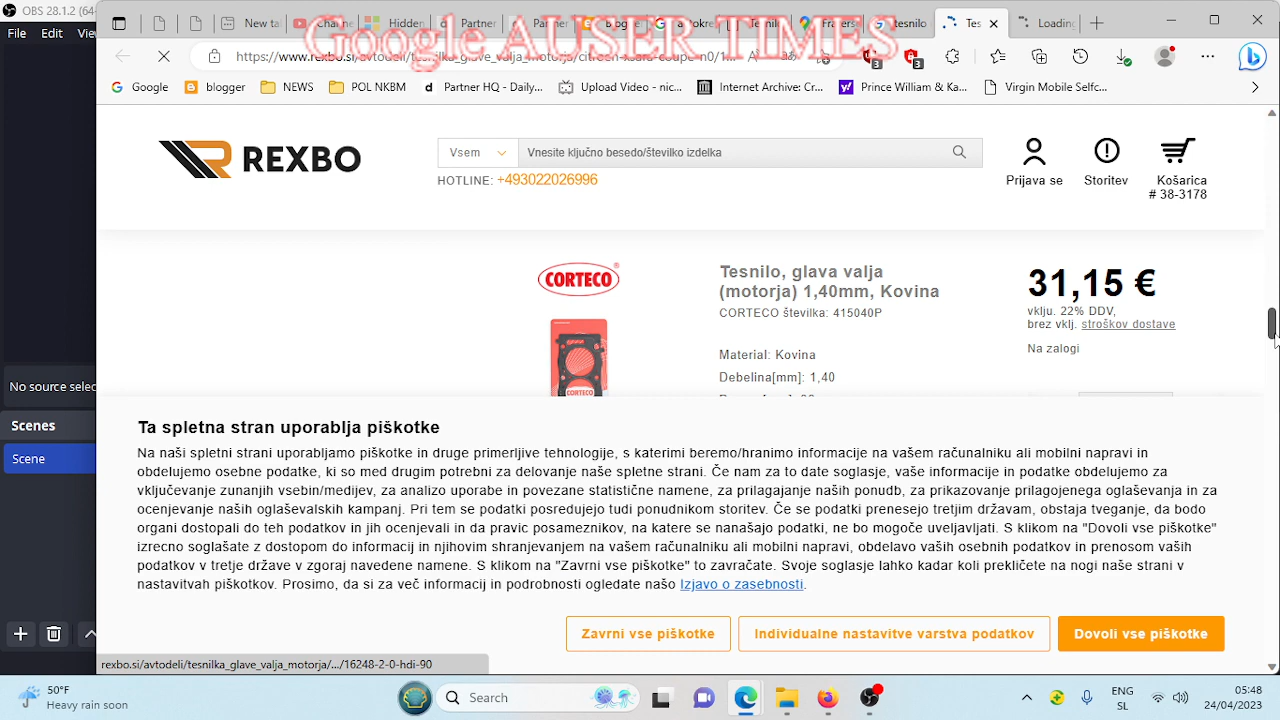 OBS 28.1.2
File Edit
New tab
Hidden
Partner
Partner
blogge
avtokre
Times
Frasers
tesnilo
Tes
Loading
Google AUSER TIMES
https://www.rexbo.si/avtodeli/tesnilka_glave_valja_motorja/citroen-xsara-coupe-n0/1...
3
3
Google
blogger
NEWS
POL NKBM
Partner HQ - Daily...
Upload Video - nic...
Internet Archive: Cr...
Prince William & Ka...
Virgin Mobile Selfc...
REXBO
Vsem
Vnesite ključno besedo/številko izdelka
HOTLINE: +493022026996
Prijava se
Storitev
Košarica
# 38-3178
CORTECO
Tesnilo, glava valja
(motorja) 1,40mm, Kovina
CORTECO številka: 415040P
Material: Kovina
Debelina[mm]: 1,40
CORTECO
31,15 €
vklju. 22% DDV,
brez vklj. stroškov dostave
Na zalogi
No source selec
Scenes
Scene
Ta spletna stran uporablja piškotke
Na naši spletni strani uporabljamo piškotke in druge primerljive tehnologije, s katerimi beremo/hranimo informacije na vašem računalniku ali mobilni napravi in
obdelujemo osebne podatke, ki so med drugim potrebni za delovanje naše spletne strani. Če nam za to date soglasje, vaše informacije in podatke obdelujemo za
vključevanje zunanjih vsebin/medijev, za analizo uporabe in povezane statistične namene, za prilagajanje naših ponudb, za prikazovanje prilagojenega oglaševanja in za
ocenjevanje naših oglaševalskih kampanj. Pri tem se podatki posredujejo tudi ponudnikom storitev. Če se podatki prenesejo tretjim državam, obstaja tveganje, da bodo
organi dostopali do teh podatkov in jih ocenjevali in da pravic posameznikov, na katere se nanašajo podatki, ne bo mogoče uveljavljati. S klikom na "Dovoli vse piškotke"
izrecno soglašate z dostopom do informacij in njihovim shranjevanjem na vašem računalniku ali mobilni napravi, obdelavo vaših osebnih podatkov in prenosom vaših
podatkov v tretje države v zgoraj navedene namene. S klikom na "Zavrni vse piškotke" to zavračate. Svoje soglasje lahko kadar koli prekličete na nogi naše strani v
nastavitvah piškotkov. Prosimo, da si za več informacij in podrobnosti ogledate našo Izjavo o zasebnosti.
Zavrni vse piškotke
Individualne nastavitve varstva podatkov
Dovoli vse piškotke
rexbo.si/avtodeli/tesnilka_glave_valja_motorja/.../16248-2-0-hdi-90
50°F
Heavy rain soon
Search
ENG
SL
05:48
24/04/2023